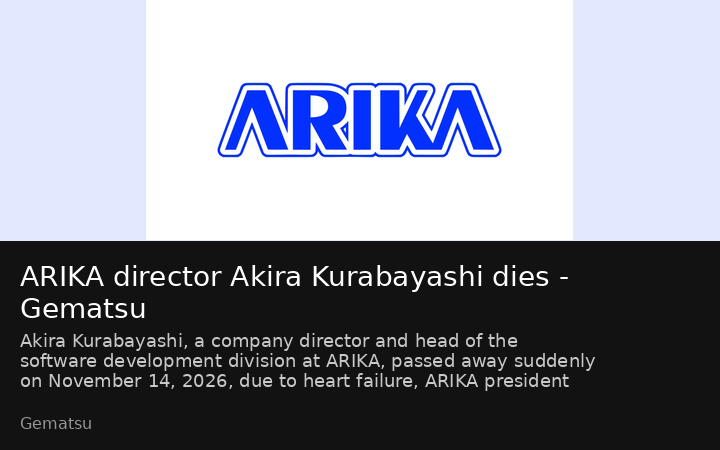 ARIKA
ARIKA director Akira Kurabayashi dies -
Gematsu
Akira Kurabayashi, a company director and head of the
software development division at ARIKA, passed away suddenly
on November 14, 2026, due to heart failure, ARIKA president
Gematsu